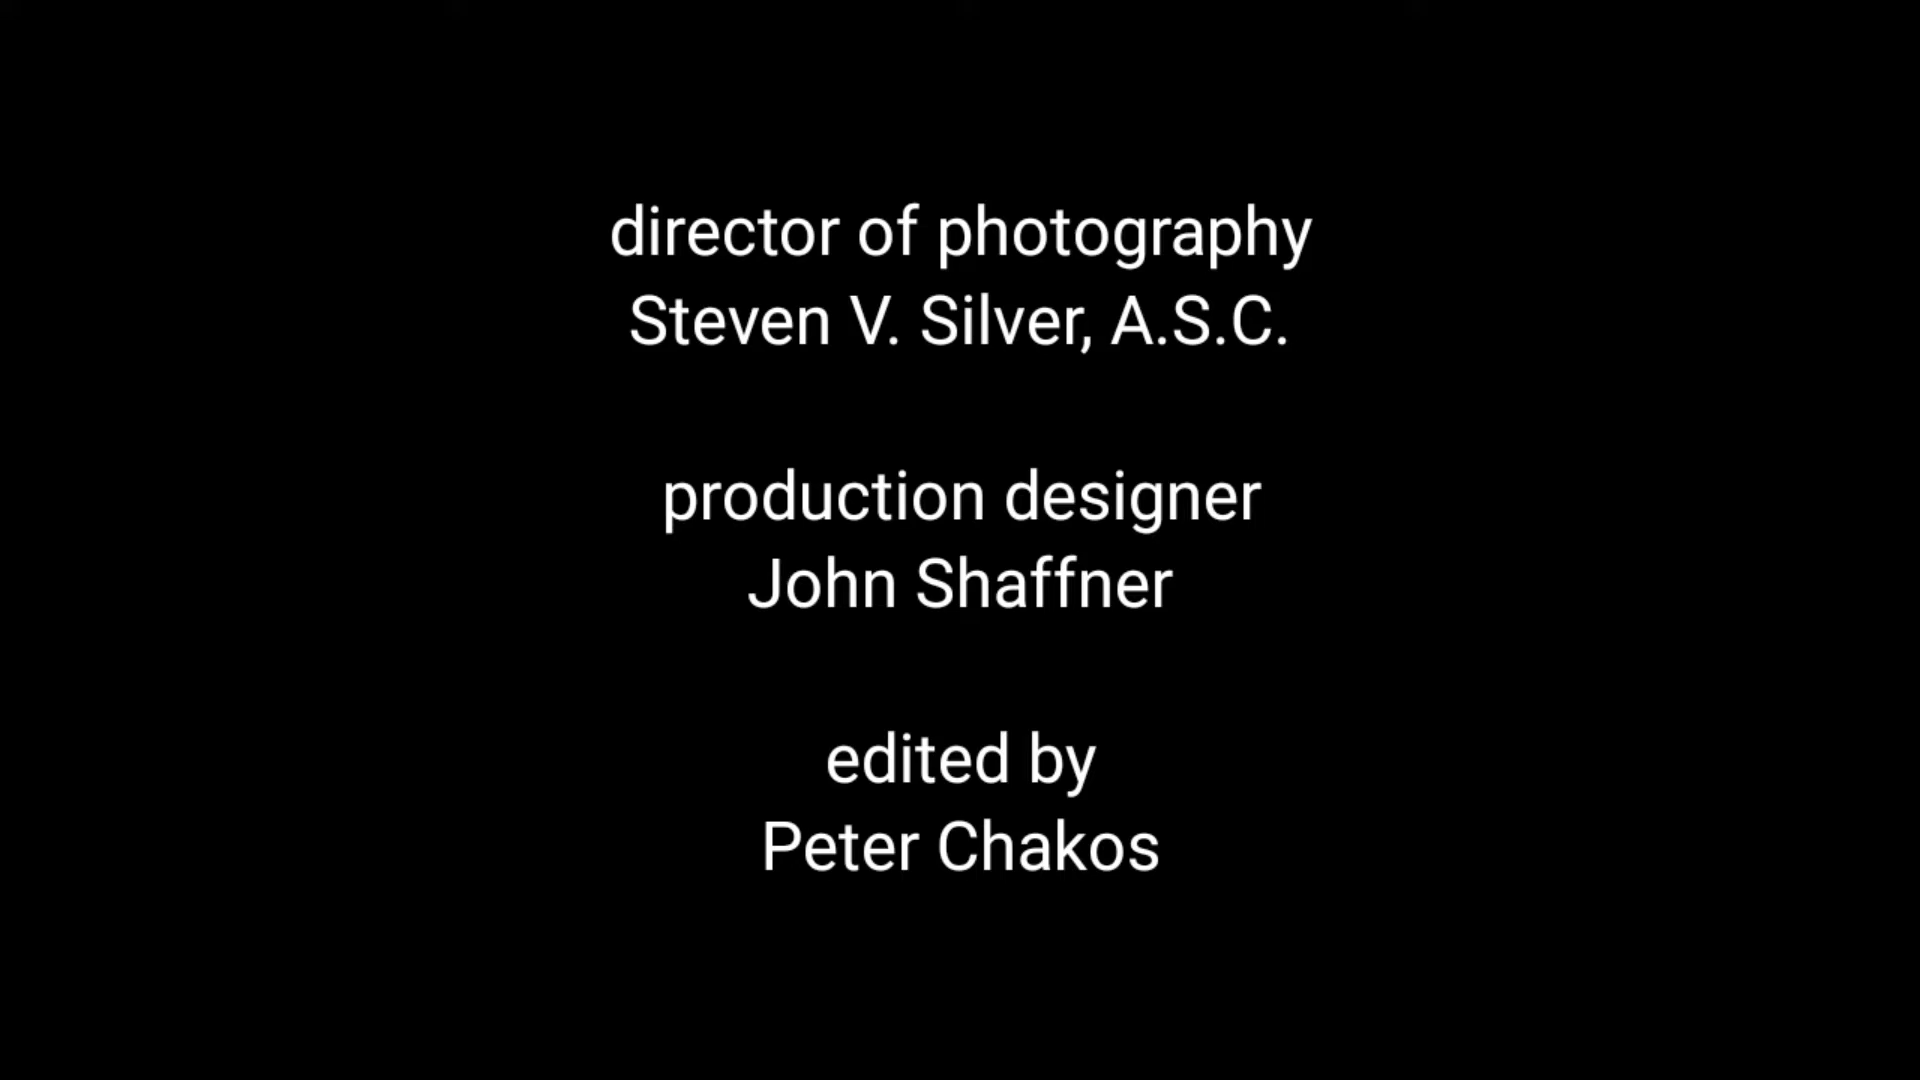 director of photography
Steven V. Silver, A.S.C.
production designer
John Shaffner
edited by
Peter Chakos